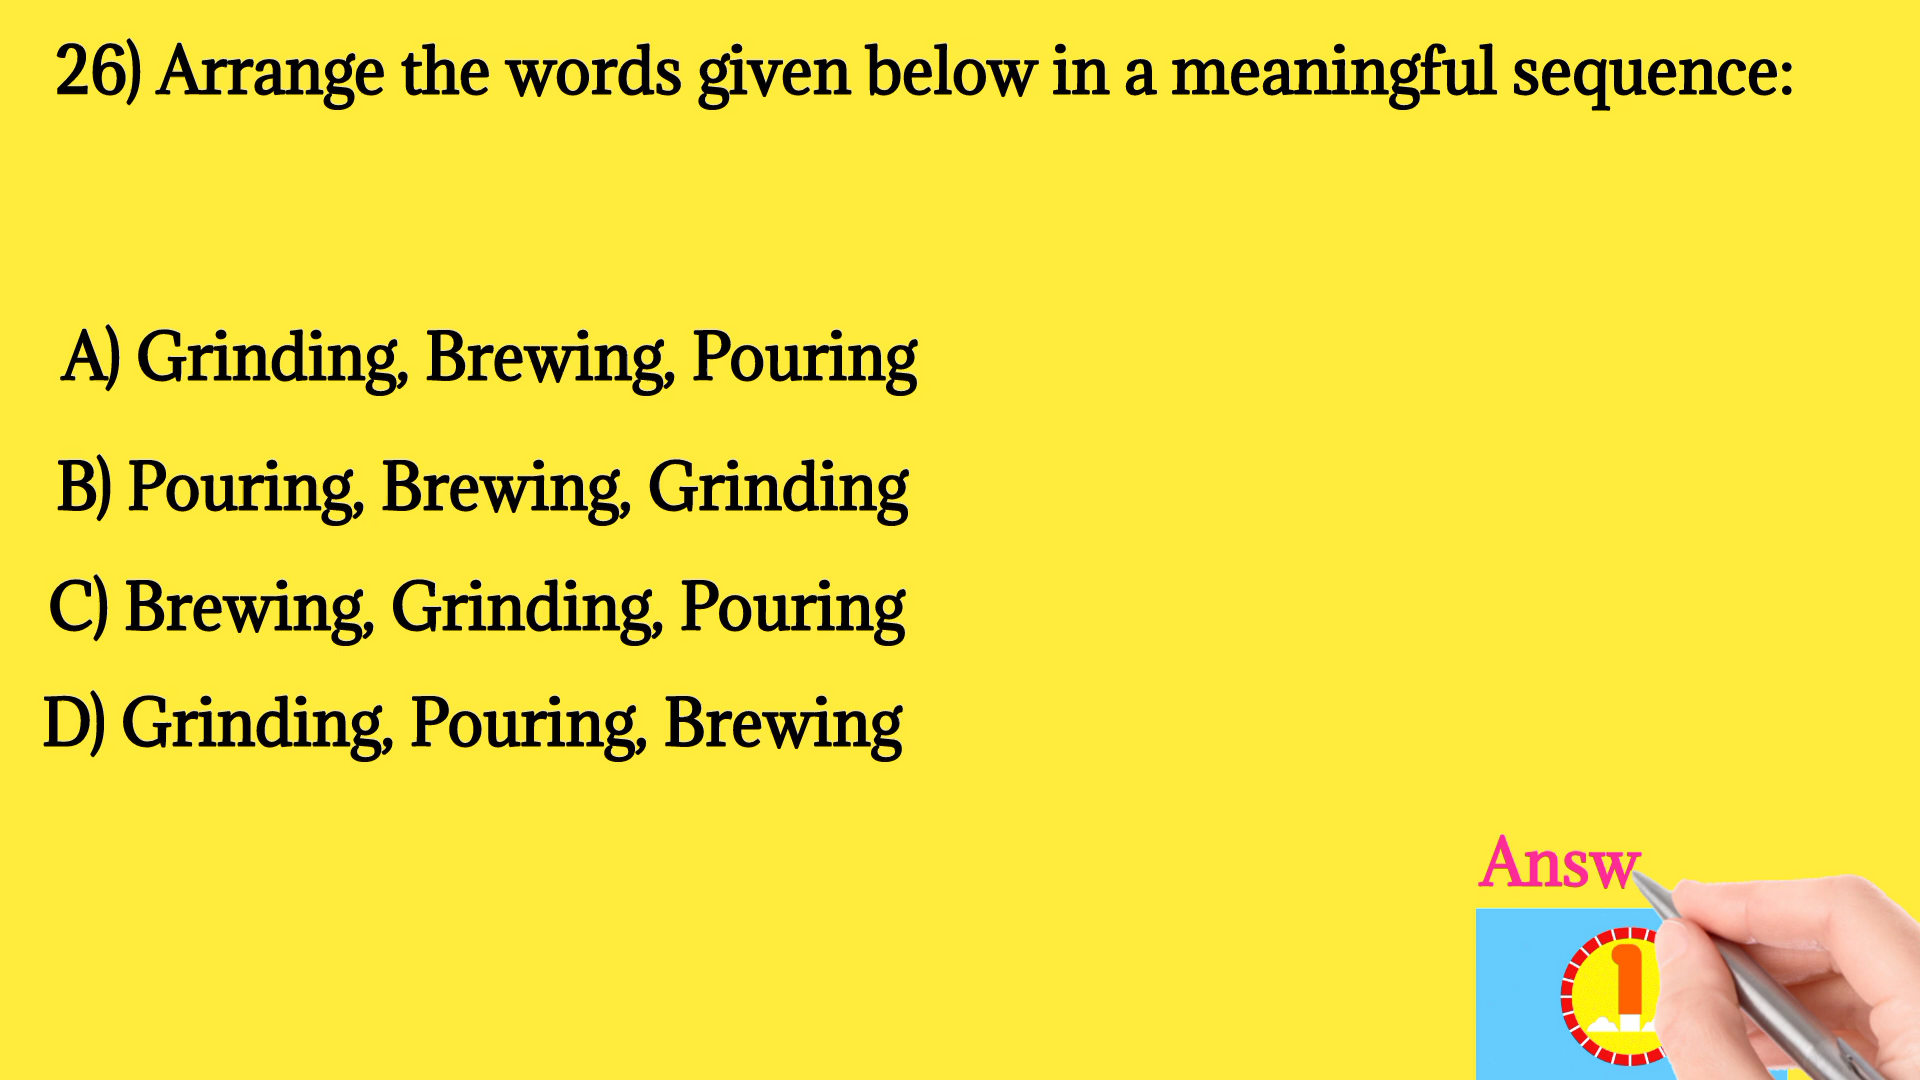 26) Arrange the words given below in a meaningful sequence:
A) Grinding, Brewing, Pouring
B) Pouring, Brewing, Grinding
C) Brewing, Grinding, Pouring
D) Grinding, Pouring, Brewing
Answ
1